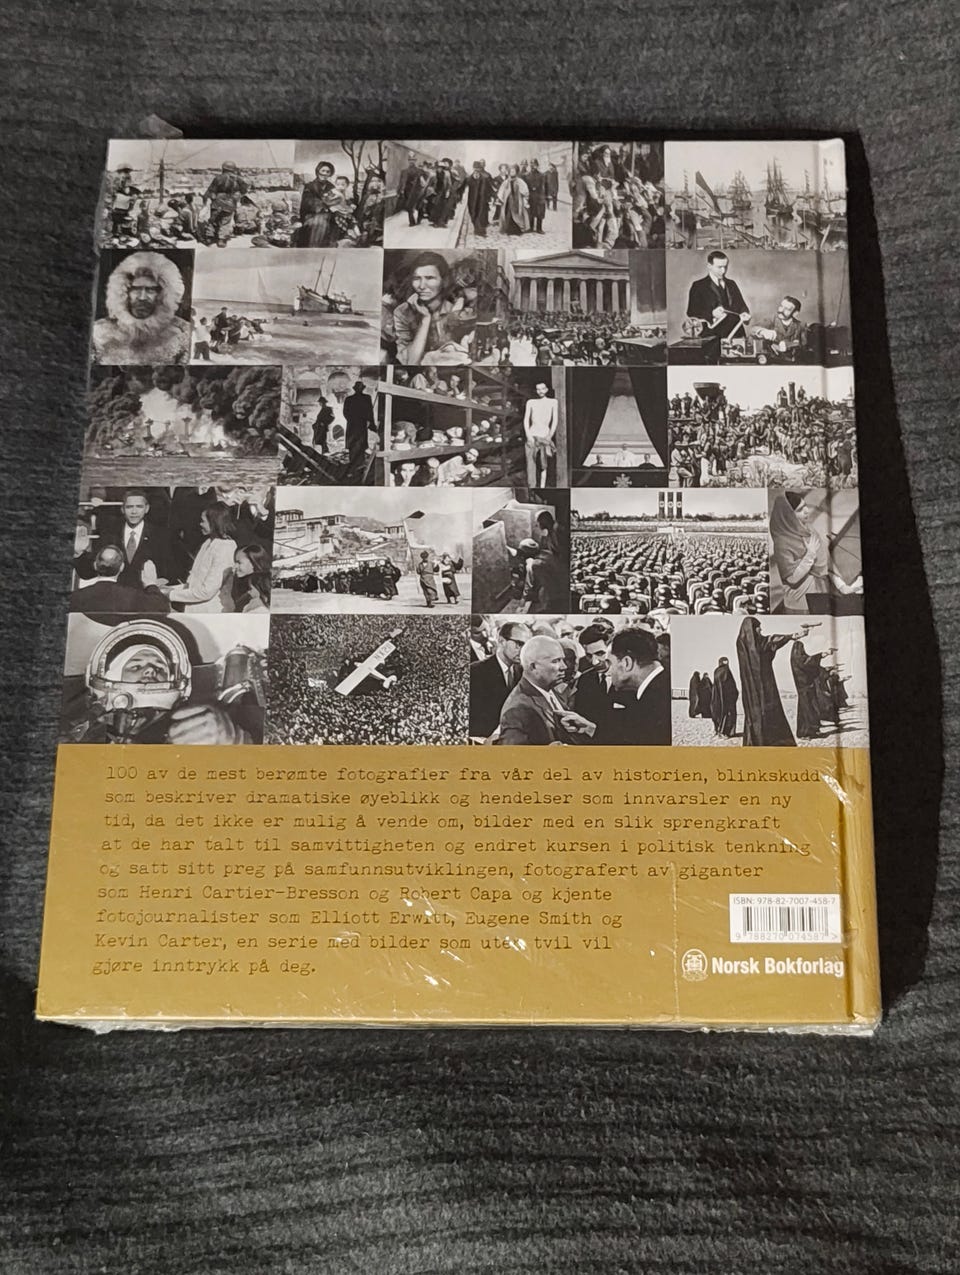 100 av de mest berømte fotografier fra vår del av historien, blinkskudd
som beskriver dramatiske øyeblikk og hendelser som innvarsler en ny
tid, da det ikke er mulig å vende om, bilder med en slik sprengkraft
at de har talt til samvittigheten og endret kursen i politisk tenkning
og satt sitt preg på samfunnsutviklingen, fotografert av giganter
som Henri Cartier-Bresson og Robert Capa og kjente
fotojournalister som Elliott Erwitt, Eugene Smith og
Kevin Carter, en serie med bilder som uten tvil vil
gjøre inntrykk på deg.
ISBN: 978-82-7007-458-7
9 788270 074587 >
Norsk Bokforlag